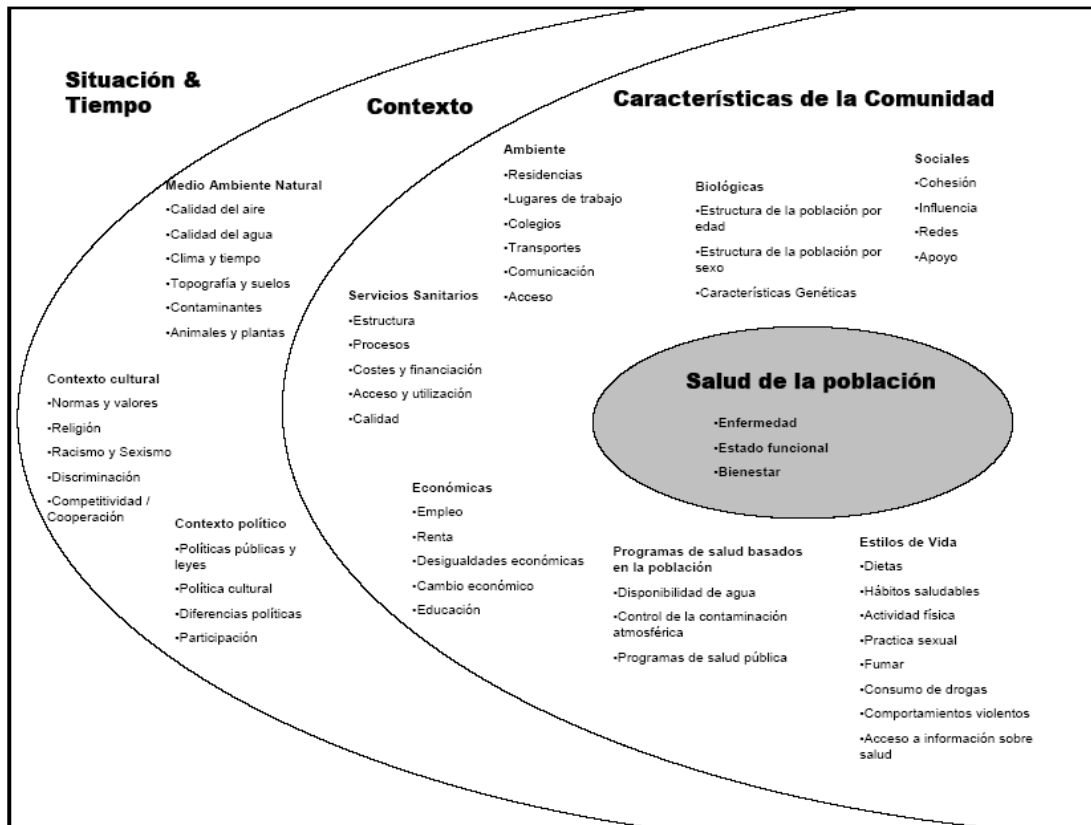 Situación &
Tiempo
Contexto
Características de la Comunidad
Medio Ambiente Natural
•Calidad del aire
•Calidad del agua
•Clima y tiempo
•Topografía y suelos
•Contaminantes
•Animales y plantas
Contexto cultural
•Normas y valores
•Religión
•Racismo y Sexismo
•Discriminación
•Competitividad /
Cooperación
Contexto político
•Políticas públicas y
leyes
•Política cultural
•Diferencias políticas
•Participación
Servicios Sanitarios
•Estructura
•Procesos
•Costes y financiación
•Acceso y utilización
•Calidad
Económicas
•Empleo
•Renta
•Desigualdades económicas
•Cambio económico
•Educación
Ambiente
•Residencias
•Lugares de trabajo
•Colegios
•Transportes
•Comunicación
•Acceso
Biológicas
•Estructura de la población por
edad
•Estructura de la población por
sexo
•Características Genéticas
Sociales
•Cohesión
•Influencia
•Redes
•Apoyo
Salud de la población
•Enfermedad
•Estado funcional
•Bienestar
Programas de salud basados
en la población
•Disponibilidad de agua
•Control de la contaminación
atmosférica
•Programas de salud pública
Estilos de Vida
•Dietas
•Hábitos saludables
•Actividad física
•Practica sexual
•Fumar
•Consumo de drogas
•Comportamientos violentos
•Acceso a información sobre
salud